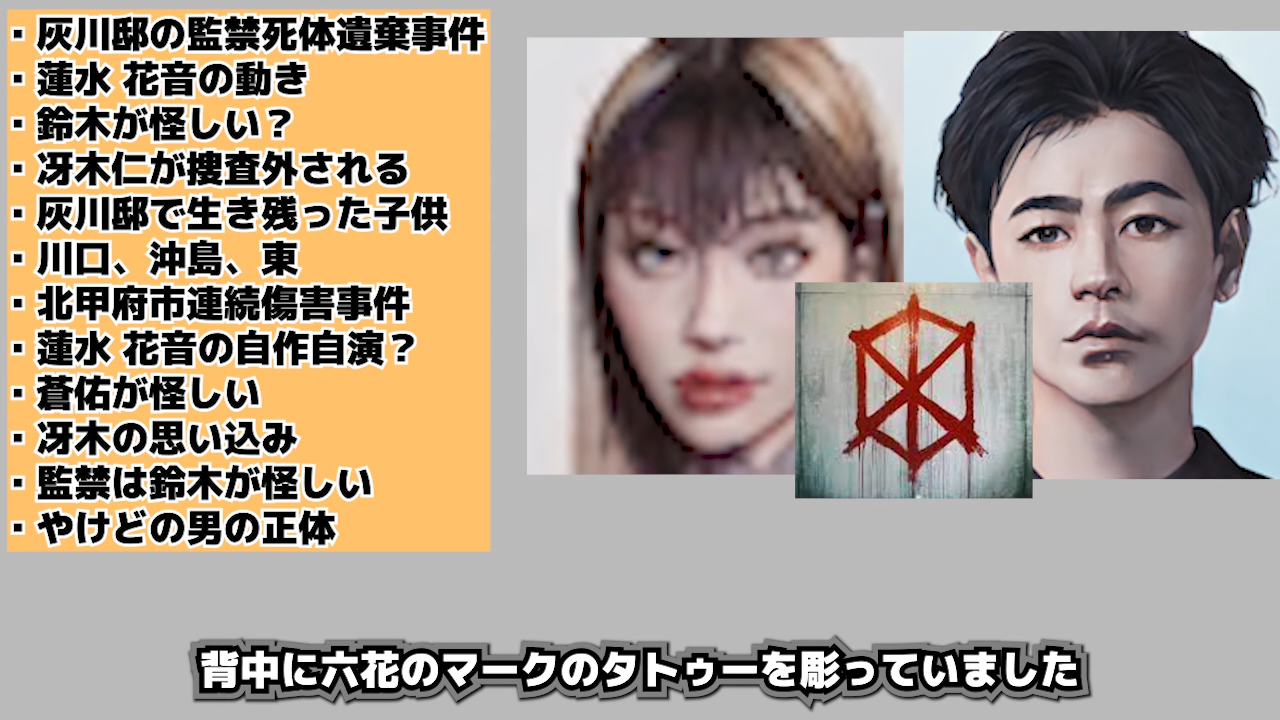 ・灰川邸の監禁死体遺棄事件
・蓮水 花音の動き
・鈴木が怪しい？
・冴木仁が捜査外される
・灰川邸で生き残った子供
・川口、沖島、東
・北甲府市連続傷害事件
・蓮水 花音の自作自演？
・蒼佑が怪しい
・冴木の思い込み
・監禁は鈴木が怪しい
・やけどの男の正体
背中に六花のマークのタトゥーを彫っていました